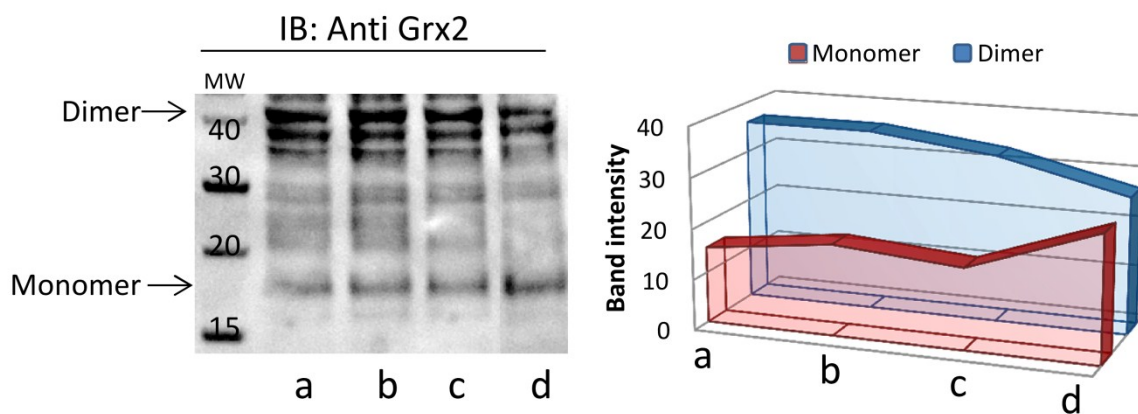 IB: Anti Grx2
MW
Dimer
40
30
20
Monomer
15
a b c d
Monomer Dimer
Band intensity
40
30
20
10
0
a
b
c
d